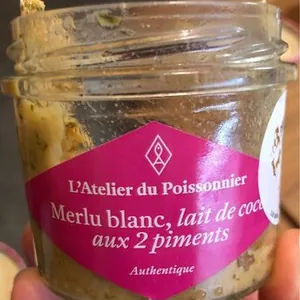 L'Atelier du Poissonnier
Merlu blanc, lait de coco
aux 2 piments
Authentique